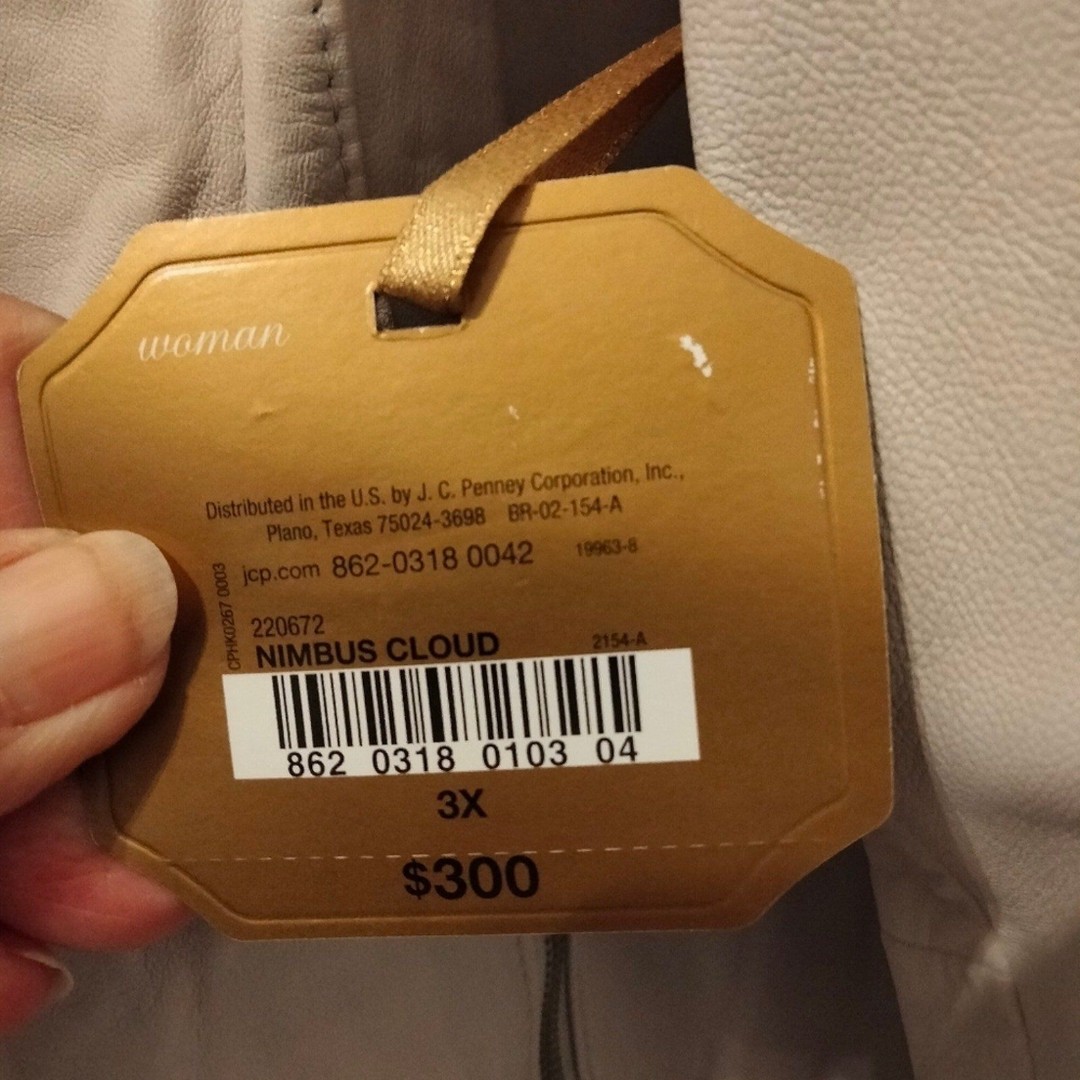 woman
Distributed in the U.S. by J. C. Penney Corporation, Inc.,
Plano, Texas 75024-3698 BR-02-154-A
jcp.com 862-0318 0042 19963-8
CPHK0267 0003
220672
NIMBUS CLOUD 2154-A
862 0318 0103 04
3X
$300